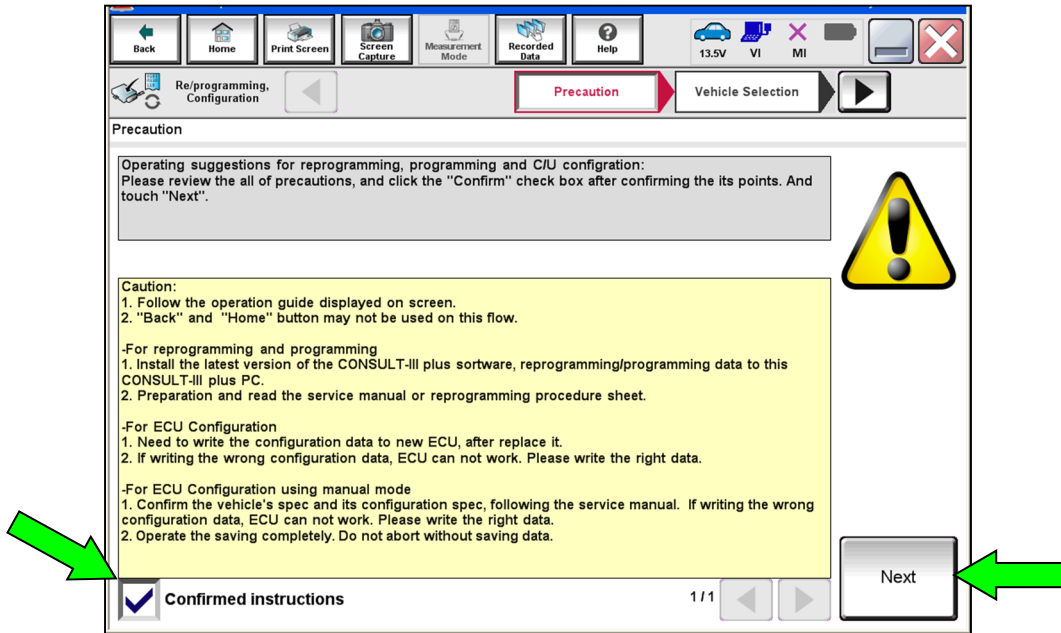 Back
Home
Print Screen
Screen
Capture
Measurement
Mode
Recorded
Data
Help
13.5V
VI
MI
Re/programming,
Configuration
Precaution
Vehicle Selection
Precaution
Operating suggestions for reprogramming, programming and C/U configration:
Please review the all of precautions, and click the "Confirm" check box after confirming the its points. And
touch "Next".
Caution:
1. Follow the operation guide displayed on screen.
2. "Back" and "Home" button may not be used on this flow.
-For reprogramming and programming
1. Install the latest version of the CONSULT-III plus sortware, reprogramming/programming data to this
CONSULT-III plus PC.
2. Preparation and read the service manual or reprogramming procedure sheet.
-For ECU Configuration
1. Need to write the configuration data to new ECU, after replace it.
2. If writing the wrong configuration data, ECU can not work. Please write the right data.
-For ECU Configuration using manual mode
1. Confirm the vehicle's spec and its configuration spec, following the service manual. If writing the wrong
configuration data, ECU can not work. Please write the right data.
2. Operate the saving completely. Do not abort without saving data.
Confirmed instructions
1/1
Next